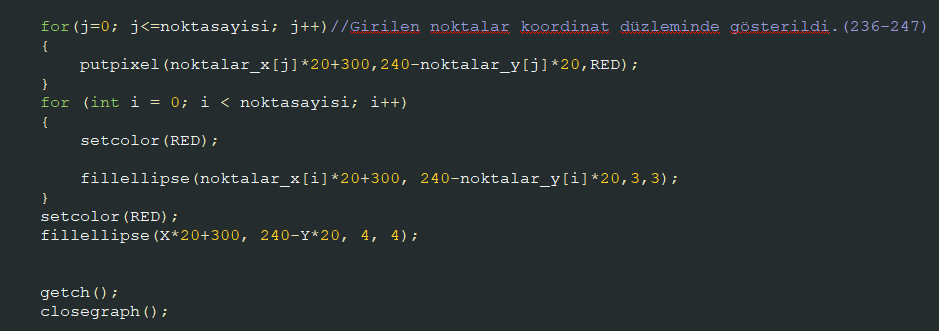 for(j=0; j<=noktasayisi; j++)//Girilen noktalar koordinat düzleminde gösterildi.(236-247)
{
putpixel(noktalar_x[j]*20+300,240-noktalar_y[j]*20,RED);
}
for (int i = 0; i < noktasayisi; i++)
{
setcolor(RED);
fillellipse(noktalar_x[i]*20+300, 240-noktalar_y[i]*20,3,3);
}
setcolor(RED);
fillellipse(X*20+300, 240-Y*20, 4, 4);
getch();
closegraph();